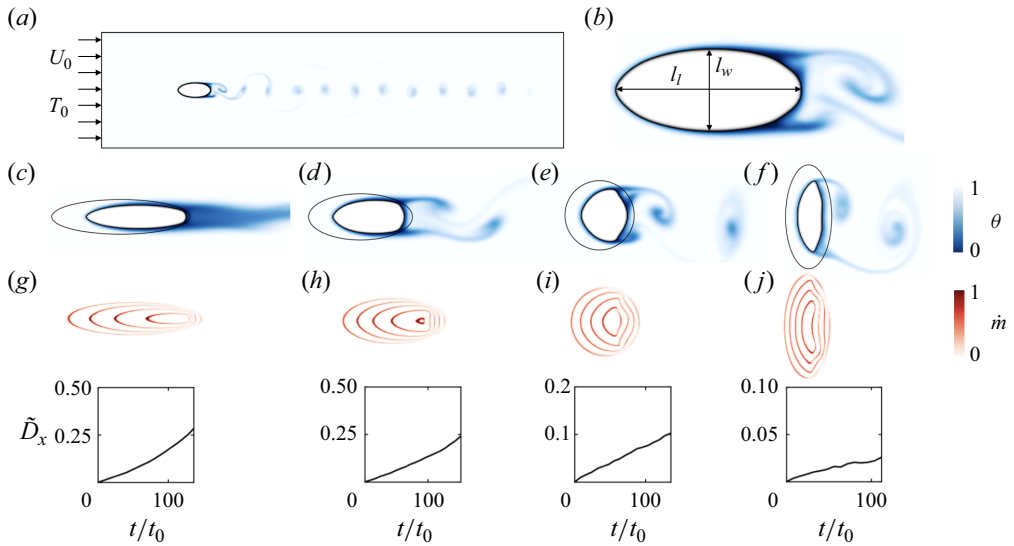 (a)
U₀
T₀
(b)
l_l
l_w
(c)
(d)
(e)
(f)
1
θ
0
(g)
(h)
(i)
(j)
1
ṁ
0
D̃ₓ
0.50
0.25
0
100
t/t₀
0.50
0.25
0
100
t/t₀
0.2
0.1
0
100
t/t₀
0.10
0.05
0
100
t/t₀